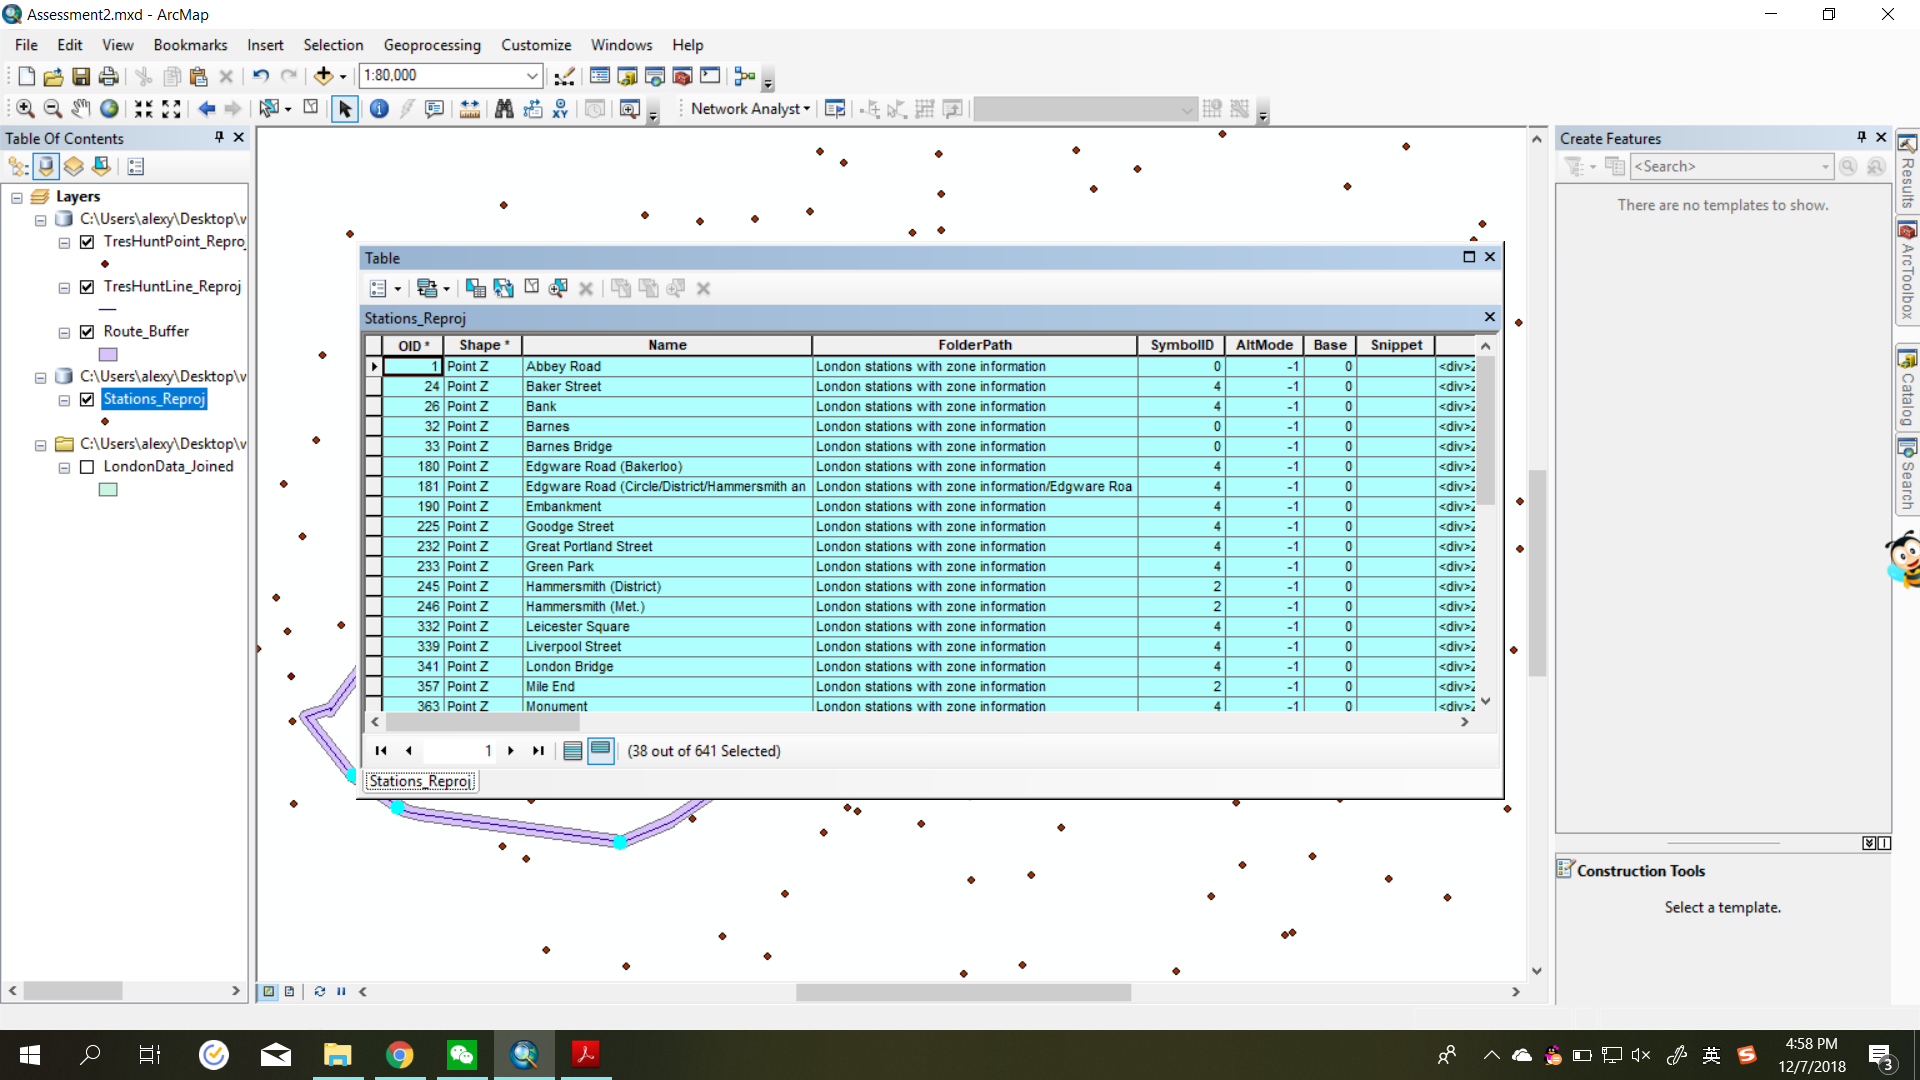 Assessment2.mxd - ArcMap
File Edit View Bookmarks Insert Selection Geoprocessing Customize Windows Help
1:80,000
Network Analyst
Table Of Contents
Layers
C:\Users\alexy\Desktop\v
TresHuntPoint_Reproj
TresHuntLine_Reproj
Route_Buffer
C:\Users\alexy\Desktop\v
Stations_Reproj
C:\Users\alexy\Desktop\v
LondonData_Joined
Table
Stations_Reproj
OID * Shape * Name FolderPath SymbolID AltMode Base Snippet
1 Point Z Abbey Road London stations with zone information 0 -1 0 <div>Z
24 Point Z Baker Street London stations with zone information 4 -1 0 <div>Z
26 Point Z Bank London stations with zone information 4 -1 0 <div>Z
32 Point Z Barnes London stations with zone information 0 -1 0 <div>Z
33 Point Z Barnes Bridge London stations with zone information 0 -1 0 <div>Z
180 Point Z Edgware Road (Bakerloo) London stations with zone information 4 -1 0 <div>Z
181 Point Z Edgware Road (Circle/District/Hammersmith an London stations with zone information/Edgware Roa 4 -1 0 <div>Z
190 Point Z Embankment London stations with zone information 4 -1 0 <div>Z
225 Point Z Goodge Street London stations with zone information 4 -1 0 <div>Z
232 Point Z Great Portland Street London stations with zone information 4 -1 0 <div>Z
233 Point Z Green Park London stations with zone information 4 -1 0 <div>Z
245 Point Z Hammersmith (District) London stations with zone information 2 -1 0 <div>Z
246 Point Z Hammersmith (Met.) London stations with zone information 2 -1 0 <div>Z
332 Point Z Leicester Square London stations with zone information 4 -1 0 <div>Z
339 Point Z Liverpool Street London stations with zone information 4 -1 0 <div>Z
341 Point Z London Bridge London stations with zone information 4 -1 0 <div>Z
357 Point Z Mile End London stations with zone information 2 -1 0 <div>Z
363 Point Z Monument London stations with zone information 4 -1 0 <div>Z
1 (38 out of 641 Selected)
Stations_Reproj
Create Features
<Search>
There are no templates to show.
Construction Tools
Select a template.
Results
ArcToolbox
Catalog
Search
英
4:58 PM
12/7/2018
3